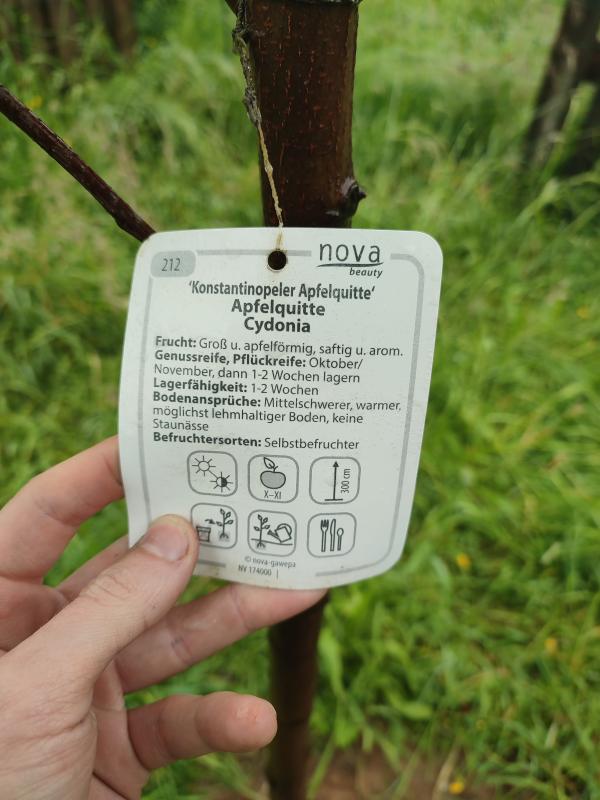 212
nova
beauty
'Konstantinopeler Apfelquitte'
Apfelquitte
Cydonia
Frucht: Groß u. apfelförmig, saftig u. arom.
Genussreife, Pflückreife: Oktober/
November, dann 1-2 Wochen lagern
Lagerfähigkeit: 1-2 Wochen
Bodenansprüche: Mittelschwerer, warmer,
möglichst lehmhaltiger Boden, keine
Staunässe
Befruchtersorten: Selbstbefruchter
X–XI
300 cm
© nova-gawepa
NV 174000